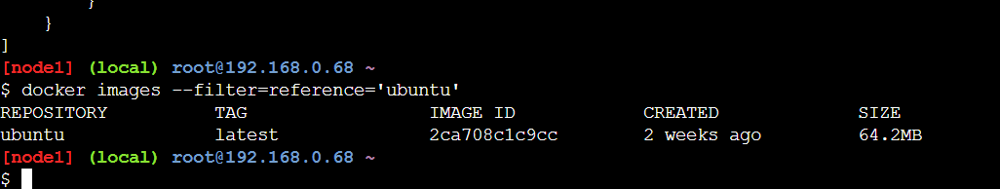 }
}
]
[node1] (local) root@192.168.0.68 ~
$ docker images --filter=reference='ubuntu'
REPOSITORY TAG IMAGE ID CREATED SIZE
ubuntu latest 2ca708c1c9cc 2 weeks ago 64.2MB
[node1] (local) root@192.168.0.68 ~
$